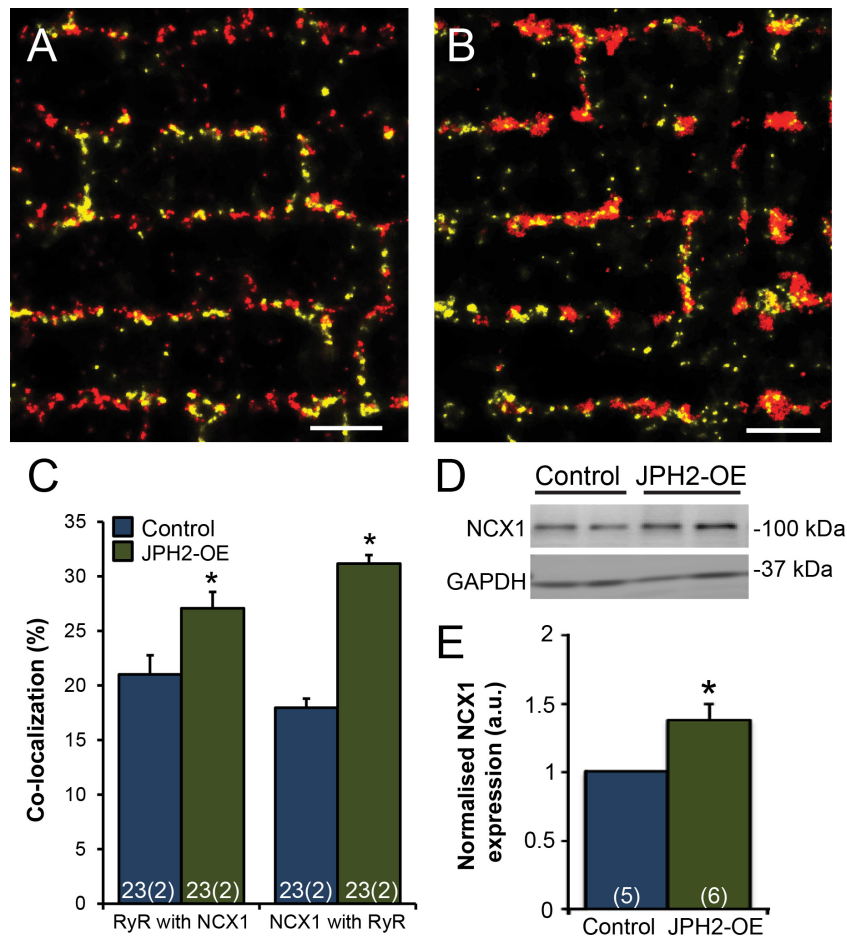 A
B
C
Co-localization (%)
35
30
25
20
15
10
5
0
Control
JPH2-OE
*
*
23(2) 23(2) 23(2) 23(2)
RyR with NCX1 NCX1 with RyR
D
Control JPH2-OE
NCX1 -100 kDa
-37 kDa
GAPDH
E
Normalised NCX1
expression (a.u.)
2
1.5
1
0.5
0
*
(5) (6)
Control JPH2-OE